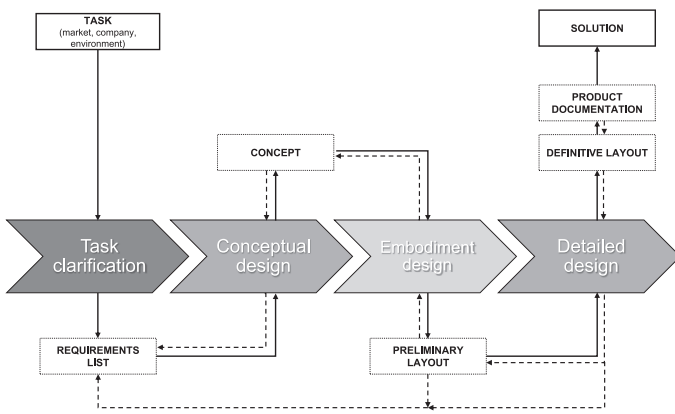 TASK
(market, company,
environment)
SOLUTION
PRODUCT
DOCUMENTATION
CONCEPT
DEFINITIVE LAYOUT
Task
clarification
Conceptual
design
Embodiment
design
Detailed
design
REQUIREMENTS
LIST
PRELIMINARY
LAYOUT